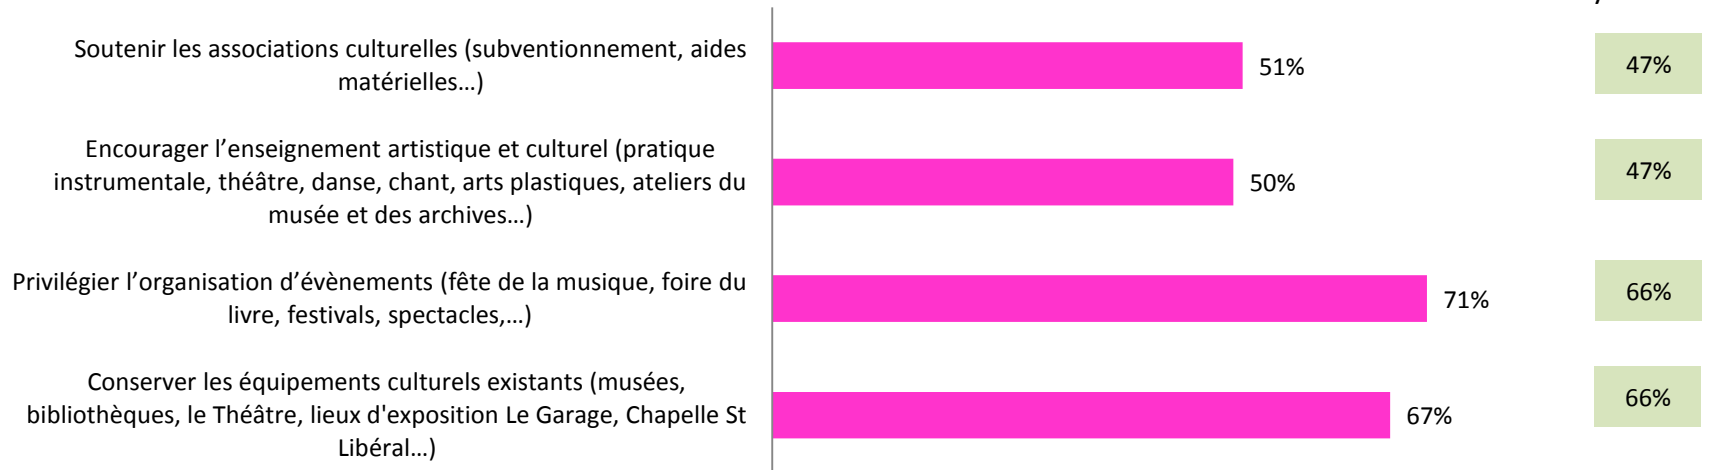 Soutenir les associations culturelles (subventionnement, aides
matérielles…)
51%
47%
Encourager l’enseignement artistique et culturel (pratique
instrumentale, théâtre, danse, chant, arts plastiques, ateliers du
musée et des archives…)
50%
47%
Privilégier l’organisation d’évènements (fête de la musique, foire du
livre, festivals, spectacles,…)
71%
66%
Conserver les équipements culturels existants (musées,
bibliothèques, le Théâtre, lieux d'exposition Le Garage, Chapelle St
Libéral…)
67%
66%